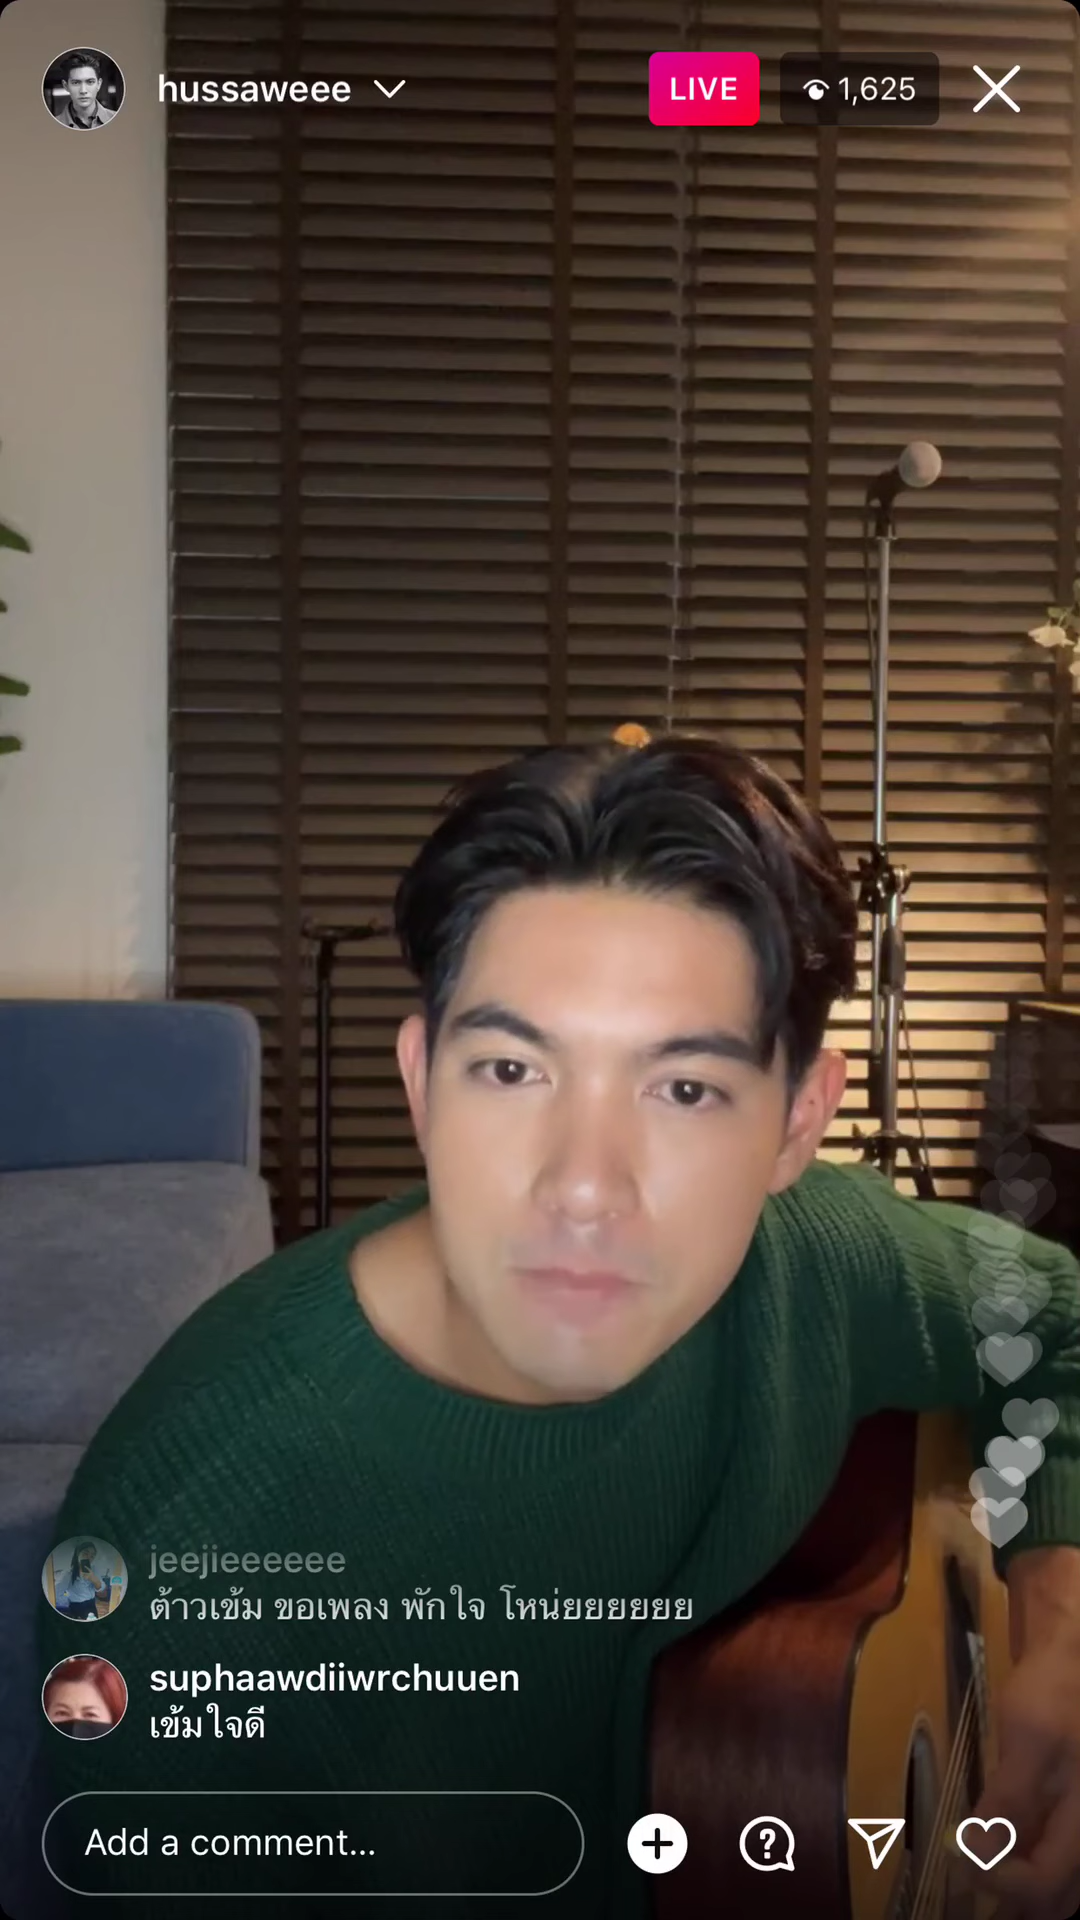 hussaweee
LIVE
1,625
jeejieeeeee
ต้าวเข้ม ขอเพลง พักใจ โหน่ยยยยยย
suphaawdiiwrchuuen
เข้มใจดี
Add a comment...